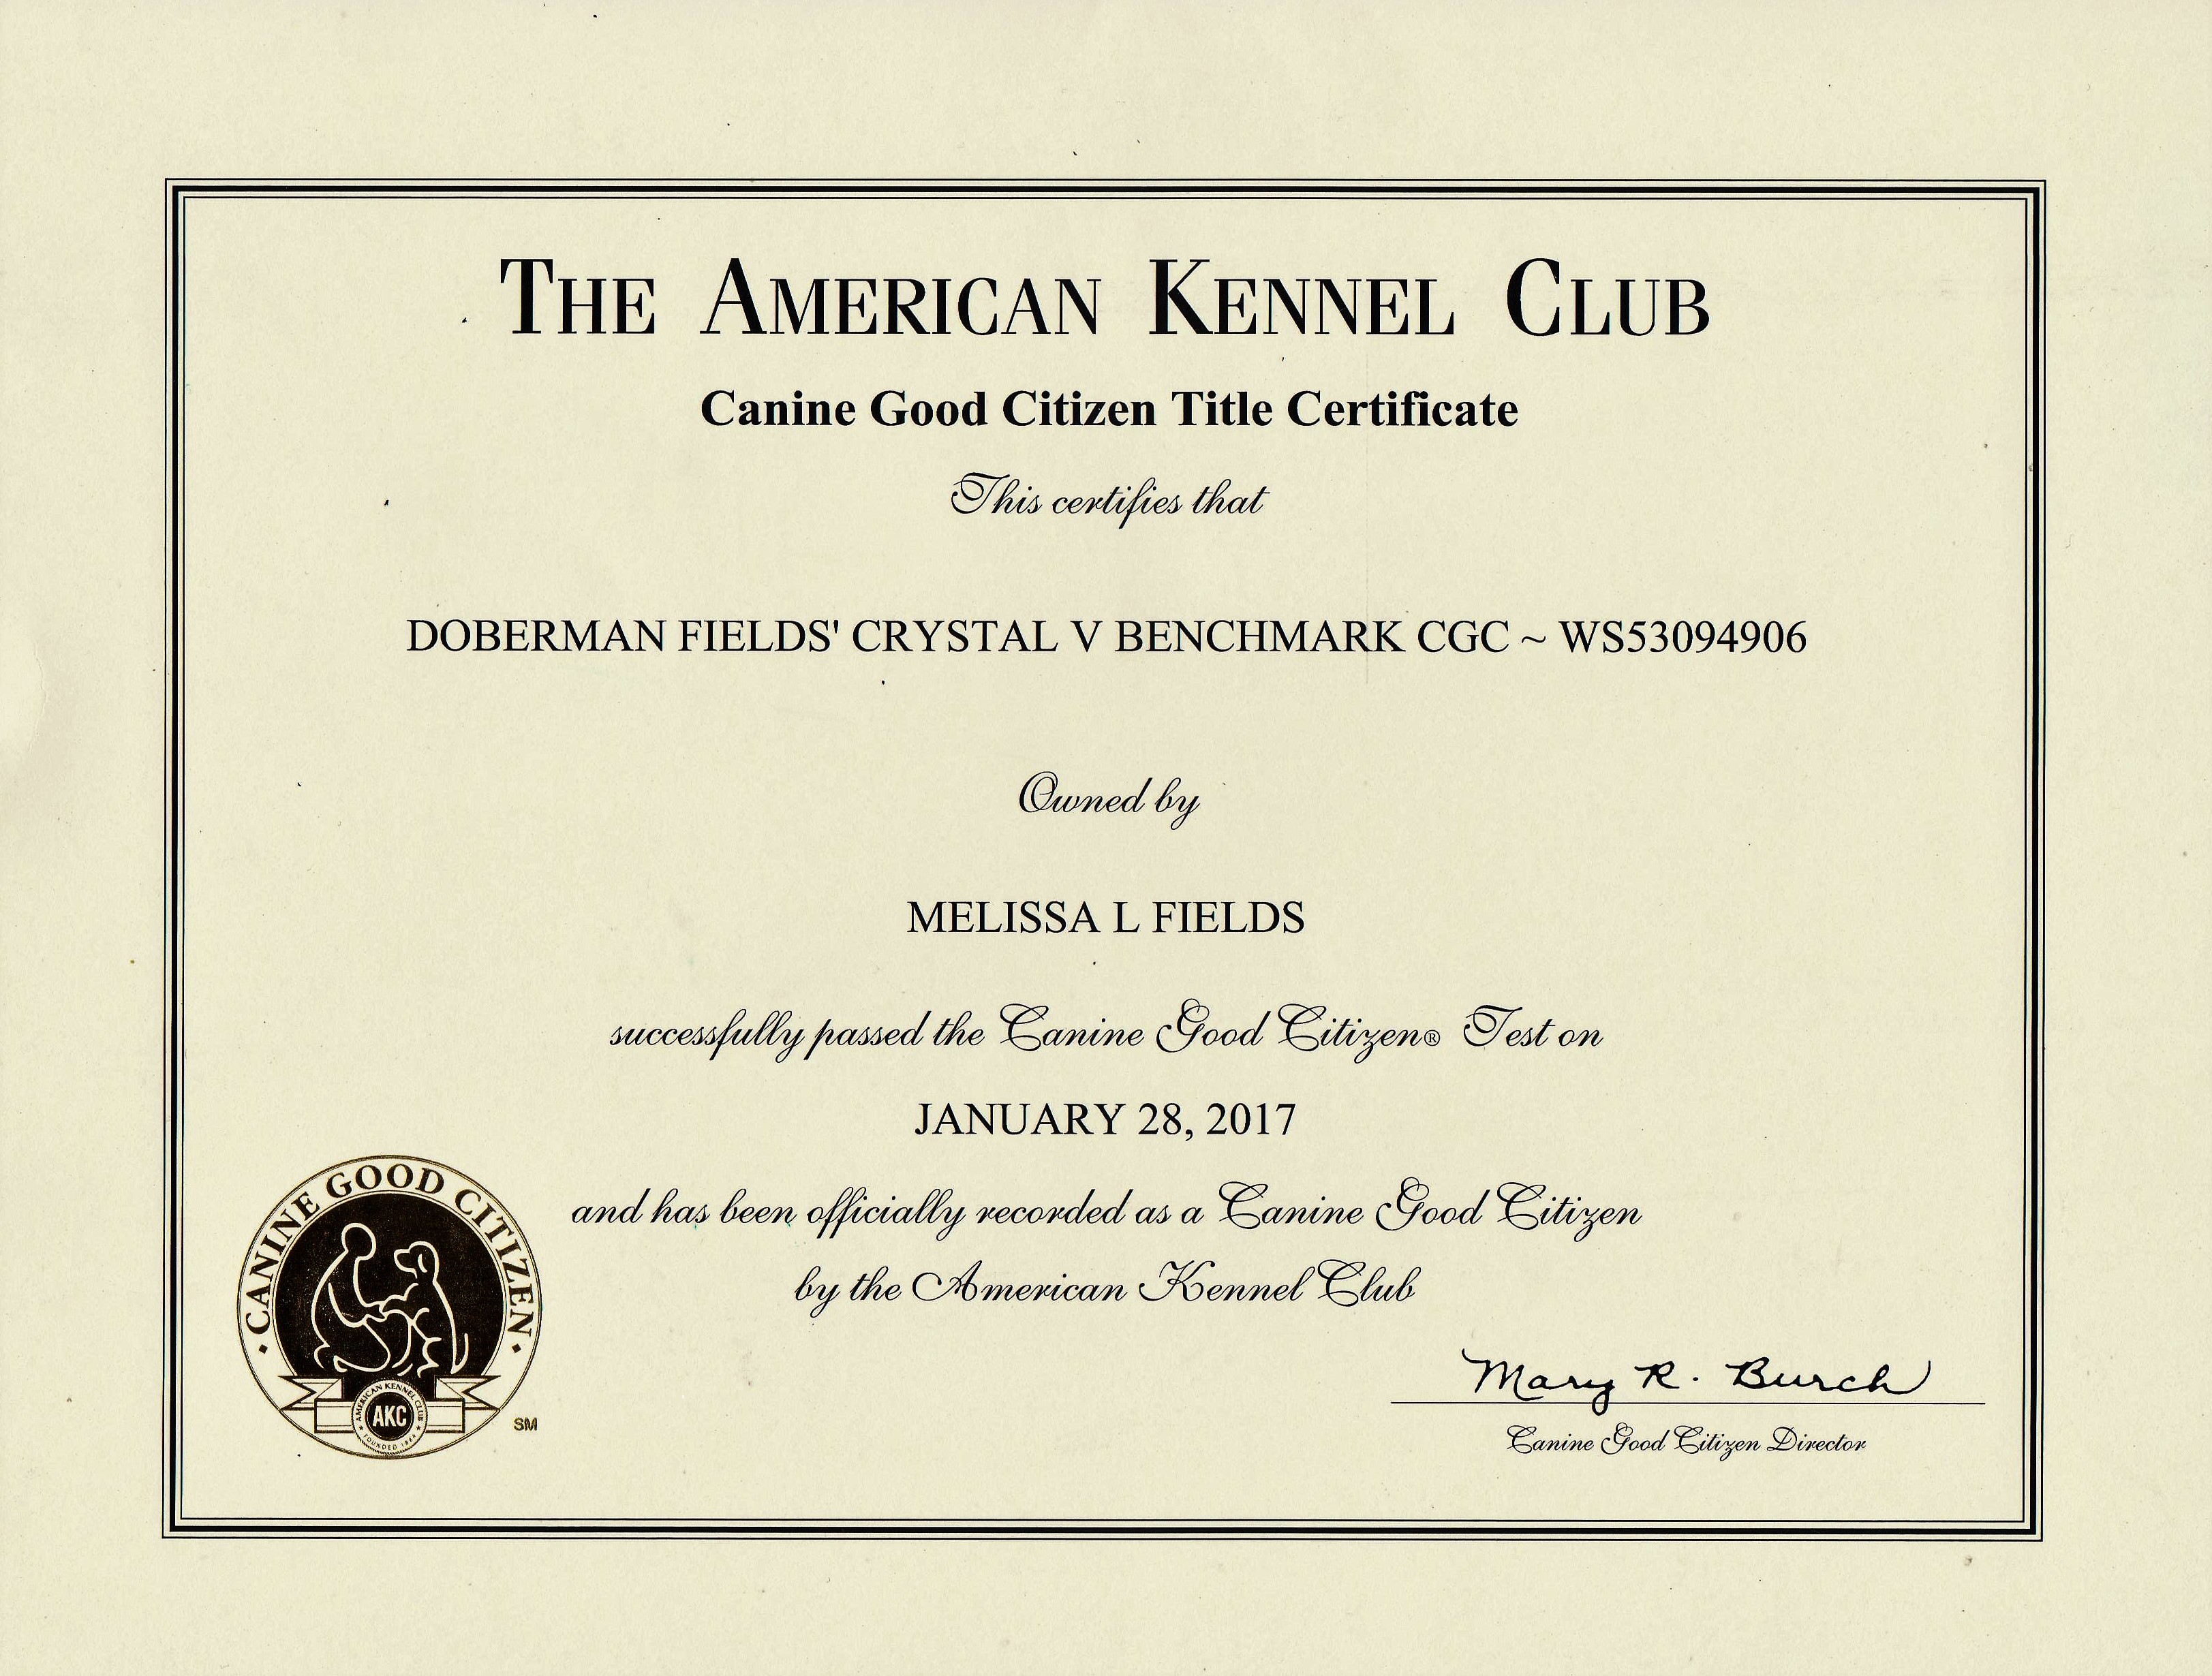 THE AMERICAN KENNEL CLUB
Canine Good Citizen Title Certificate
This certifies that
DOBERMAN FIELDS' CRYSTAL V BENCHMARK CGC ~ WS53094906
Owned by
MELISSA L FIELDS
successfully passed the Canine Good Citizen® Test on
JANUARY 28, 2017
and has been officially recorded as a Canine Good Citizen
by the American Kennel Club
· CANINE GOOD CITIZEN ·
AMERICAN KENNEL CLUB
AKC
FOUNDED 1884
SM
Mary R. Burch
Canine Good Citizen Director